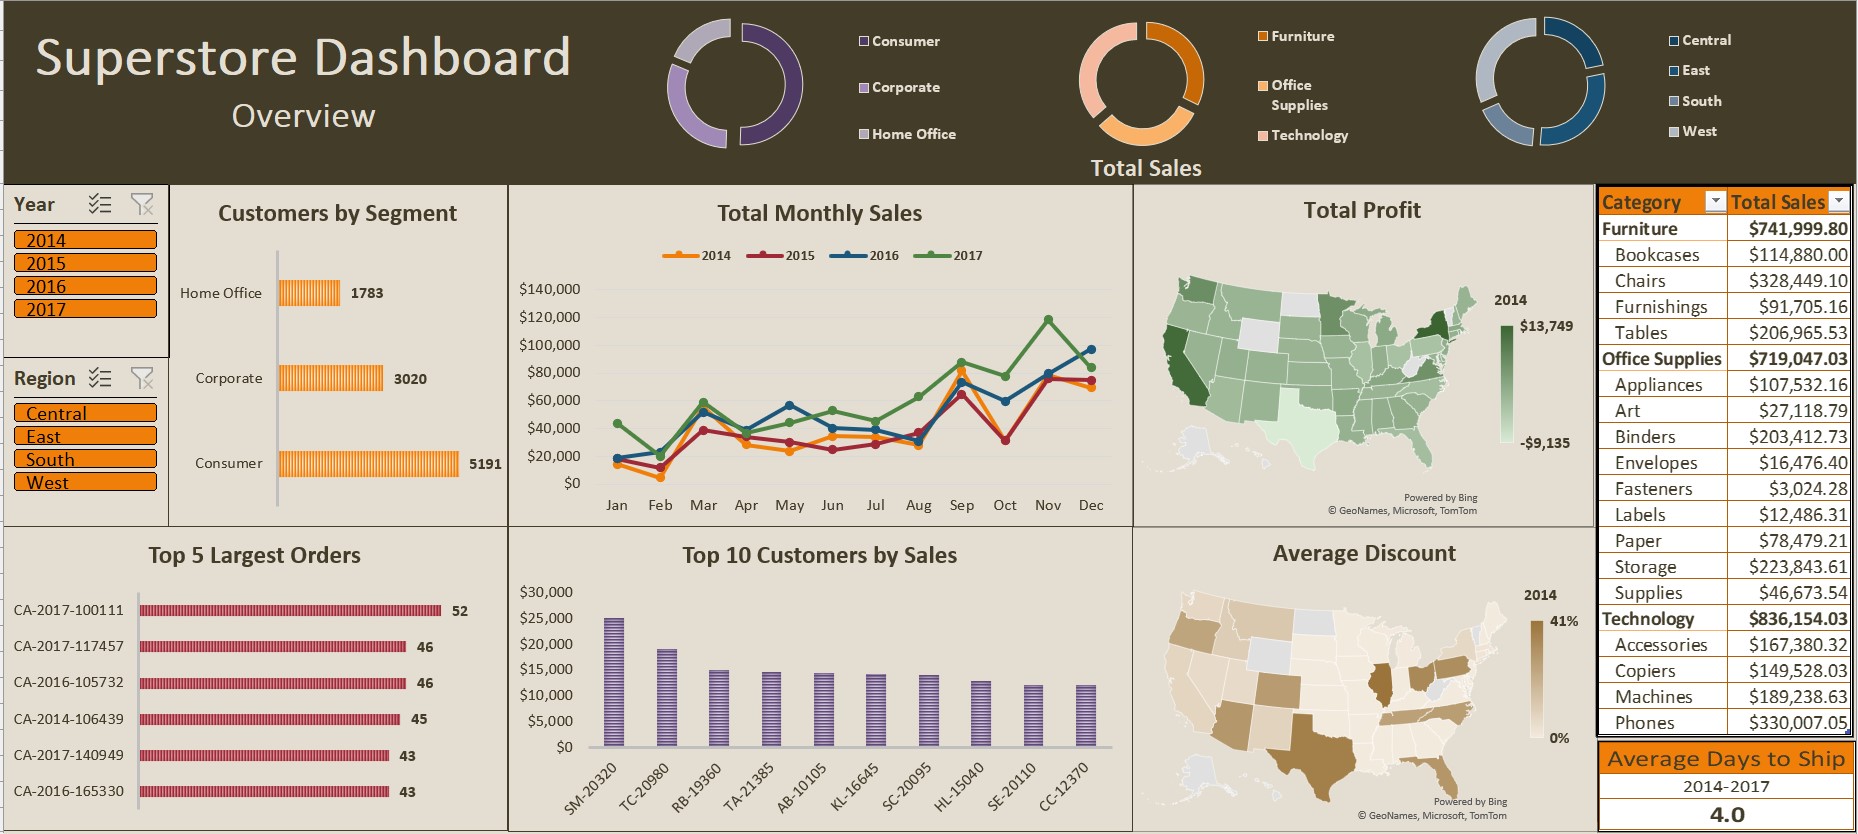 Superstore Dashboard
Overview
Consumer
Corporate
Home Office
Furniture
Office
Supplies
Technology
Central
East
South
West
Total Sales
Year
2014
2015
2016
2017
Region
Central
East
South
West
Customers by Segment
Home Office 1783
Corporate 3020
Consumer 5191
Total Monthly Sales
2014 2015 2016 2017
$140,000
$120,000
$100,000
$80,000
$60,000
$40,000
$20,000
$0
Jan Feb Mar Apr May Jun Jul Aug Sep Oct Nov Dec
Total Profit
2014
$13,749
-$9,135
Powered by Bing
© GeoNames, Microsoft, TomTom
Category Total Sales
Furniture $741,999.80
Bookcases $114,880.00
Chairs $328,449.10
Furnishings $91,705.16
Tables $206,965.53
Office Supplies $719,047.03
Appliances $107,532.16
Art $27,118.79
Binders $203,412.73
Envelopes $16,476.40
Fasteners $3,024.28
Labels $12,486.31
Paper $78,479.21
Storage $223,843.61
Supplies $46,673.54
Technology $836,154.03
Accessories $167,380.32
Copiers $149,528.03
Machines $189,238.63
Phones $330,007.05
Top 5 Largest Orders
CA-2017-100111 52
CA-2017-117457 46
CA-2016-105732 46
CA-2014-106439 45
CA-2017-140949 43
CA-2016-165330 43
Top 10 Customers by Sales
$30,000
$25,000
$20,000
$15,000
$10,000
$5,000
$0
SM-20320 TC-20980 RB-19360 TA-21385 AB-10105 KL-16645 SC-20095 HL-15040 SE-20110 CC-12370
Average Discount
2014
41%
0%
Powered by Bing
© GeoNames, Microsoft, TomTom
Average Days to Ship
2014-2017
4.0